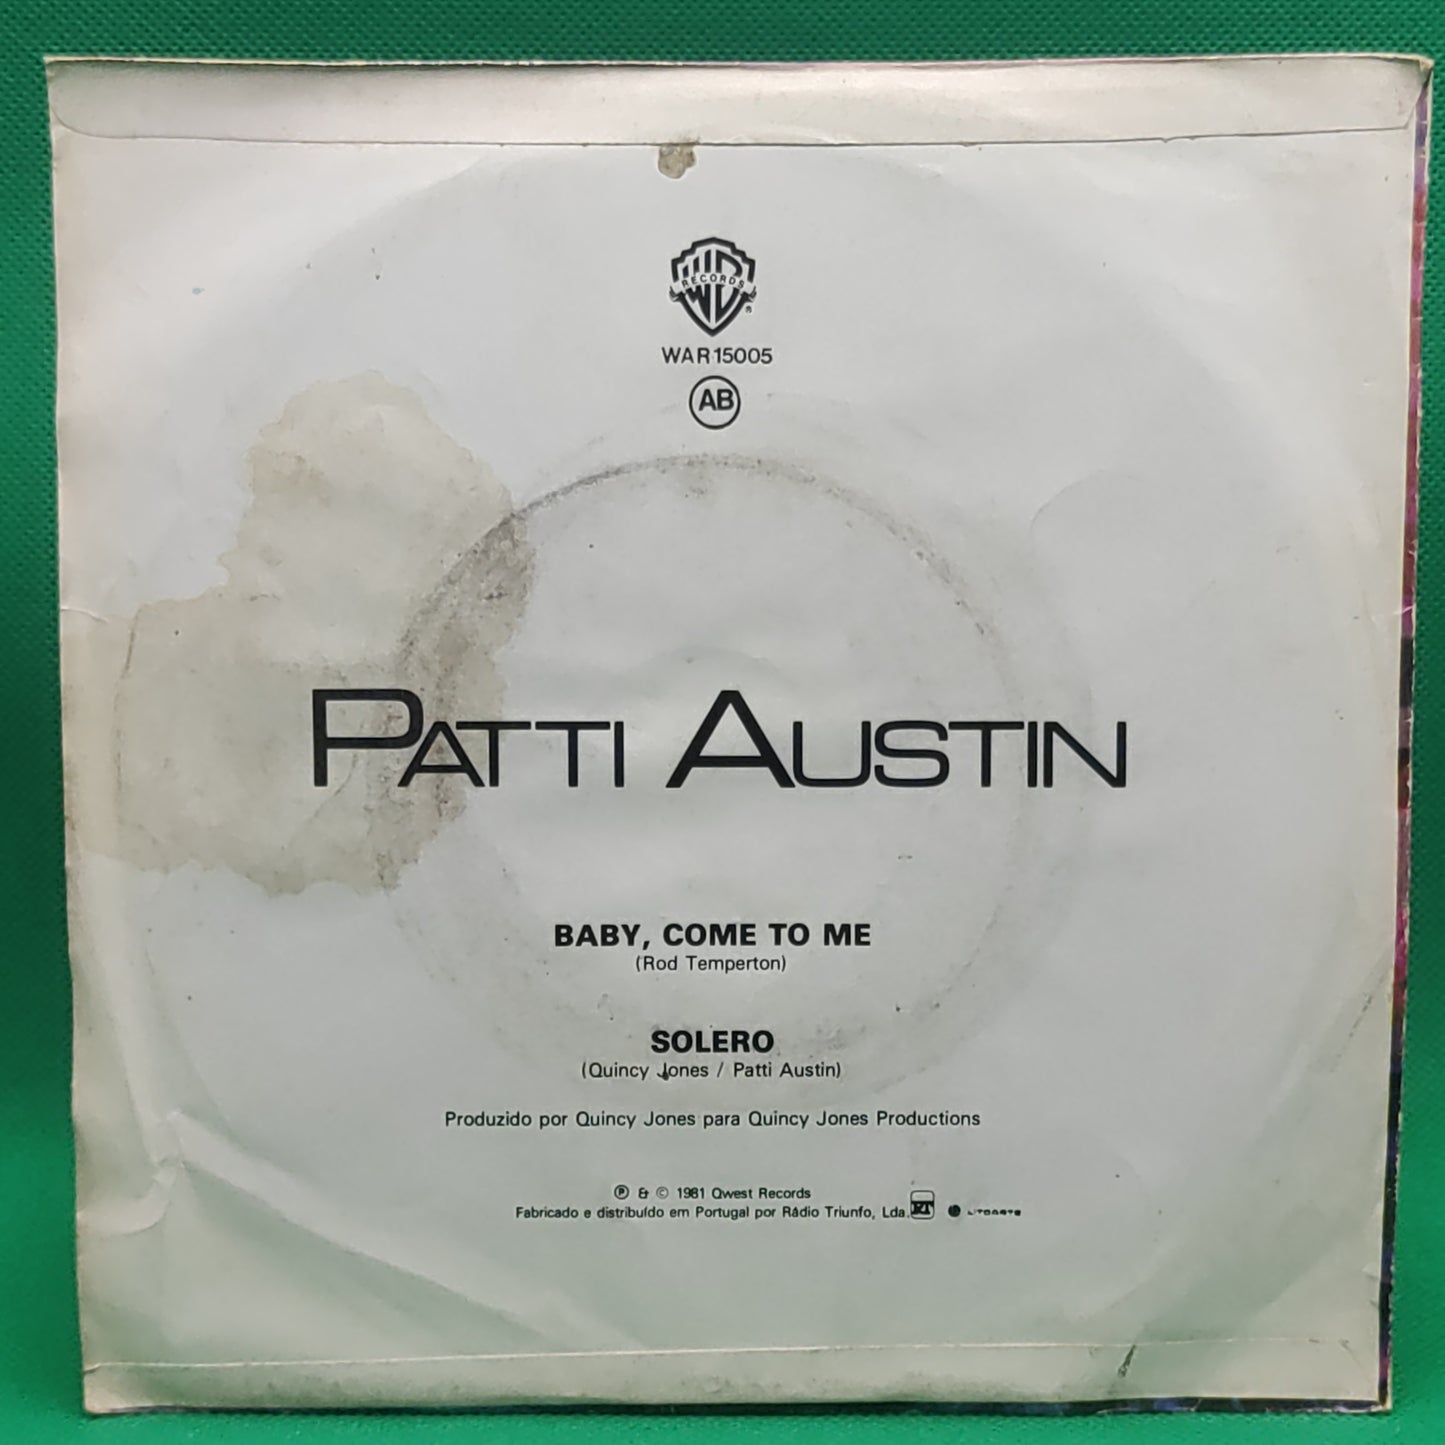 WB
RECORDS
WAR 15005
AB
PATTI AUSTIN
BABY, COME TO ME
(Rod Temperton)
SOLERO
(Quincy Jones / Patti Austin)
Produzido por Quincy Jones para Quincy Jones Productions
℗ & © 1981 Qwest Records
Fabricado e distribuído em Portugal por Rádio Triunfo, Lda. RT